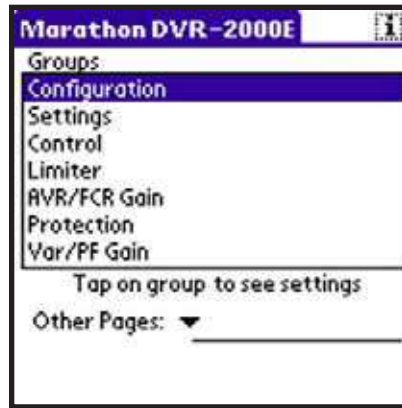 Marathon DVR-2000E i
Groups
Configuration
Settings
Control
Limiter
AVR/FCR Gain
Protection
Var/PF Gain
Tap on group to see settings
Other Pages: